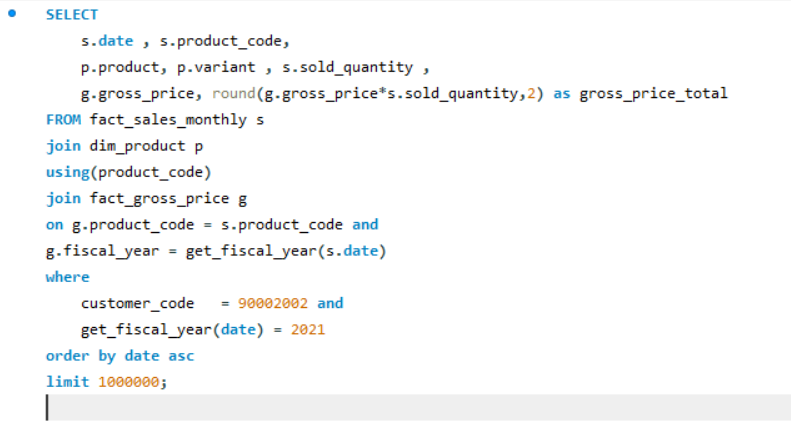 SELECT
s.date , s.product_code,
p.product, p.variant , s.sold_quantity ,
g.gross_price, round(g.gross_price*s.sold_quantity,2) as gross_price_total
FROM fact_sales_monthly s
join dim_product p
using(product_code)
join fact_gross_price g
on g.product_code = s.product_code and
g.fiscal_year = get_fiscal_year(s.date)
where
customer_code   = 90002002 and
get_fiscal_year(date) = 2021
order by date asc
limit 1000000;